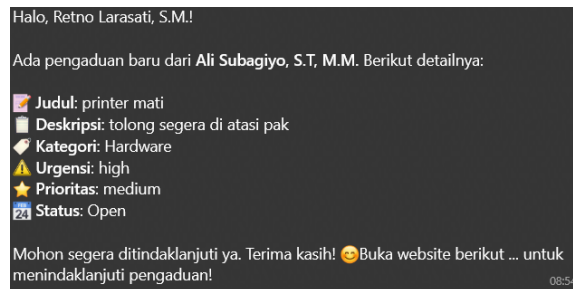 Halo, Retno Larasati, S.M.!
Ada pengaduan baru dari Ali Subagiyo, S.T, M.M. Berikut detailnya:
📝 Judul: printer mati
📋 Deskripsi: tolong segera di atasi pak
🏷️ Kategori: Hardware
⚠️ Urgensi: high
⭐ Prioritas: medium
📅 Status: Open
Mohon segera ditindaklanjuti ya. Terima kasih! 😊Buka website berikut ... untuk
menindaklanjuti pengaduan!
08:54